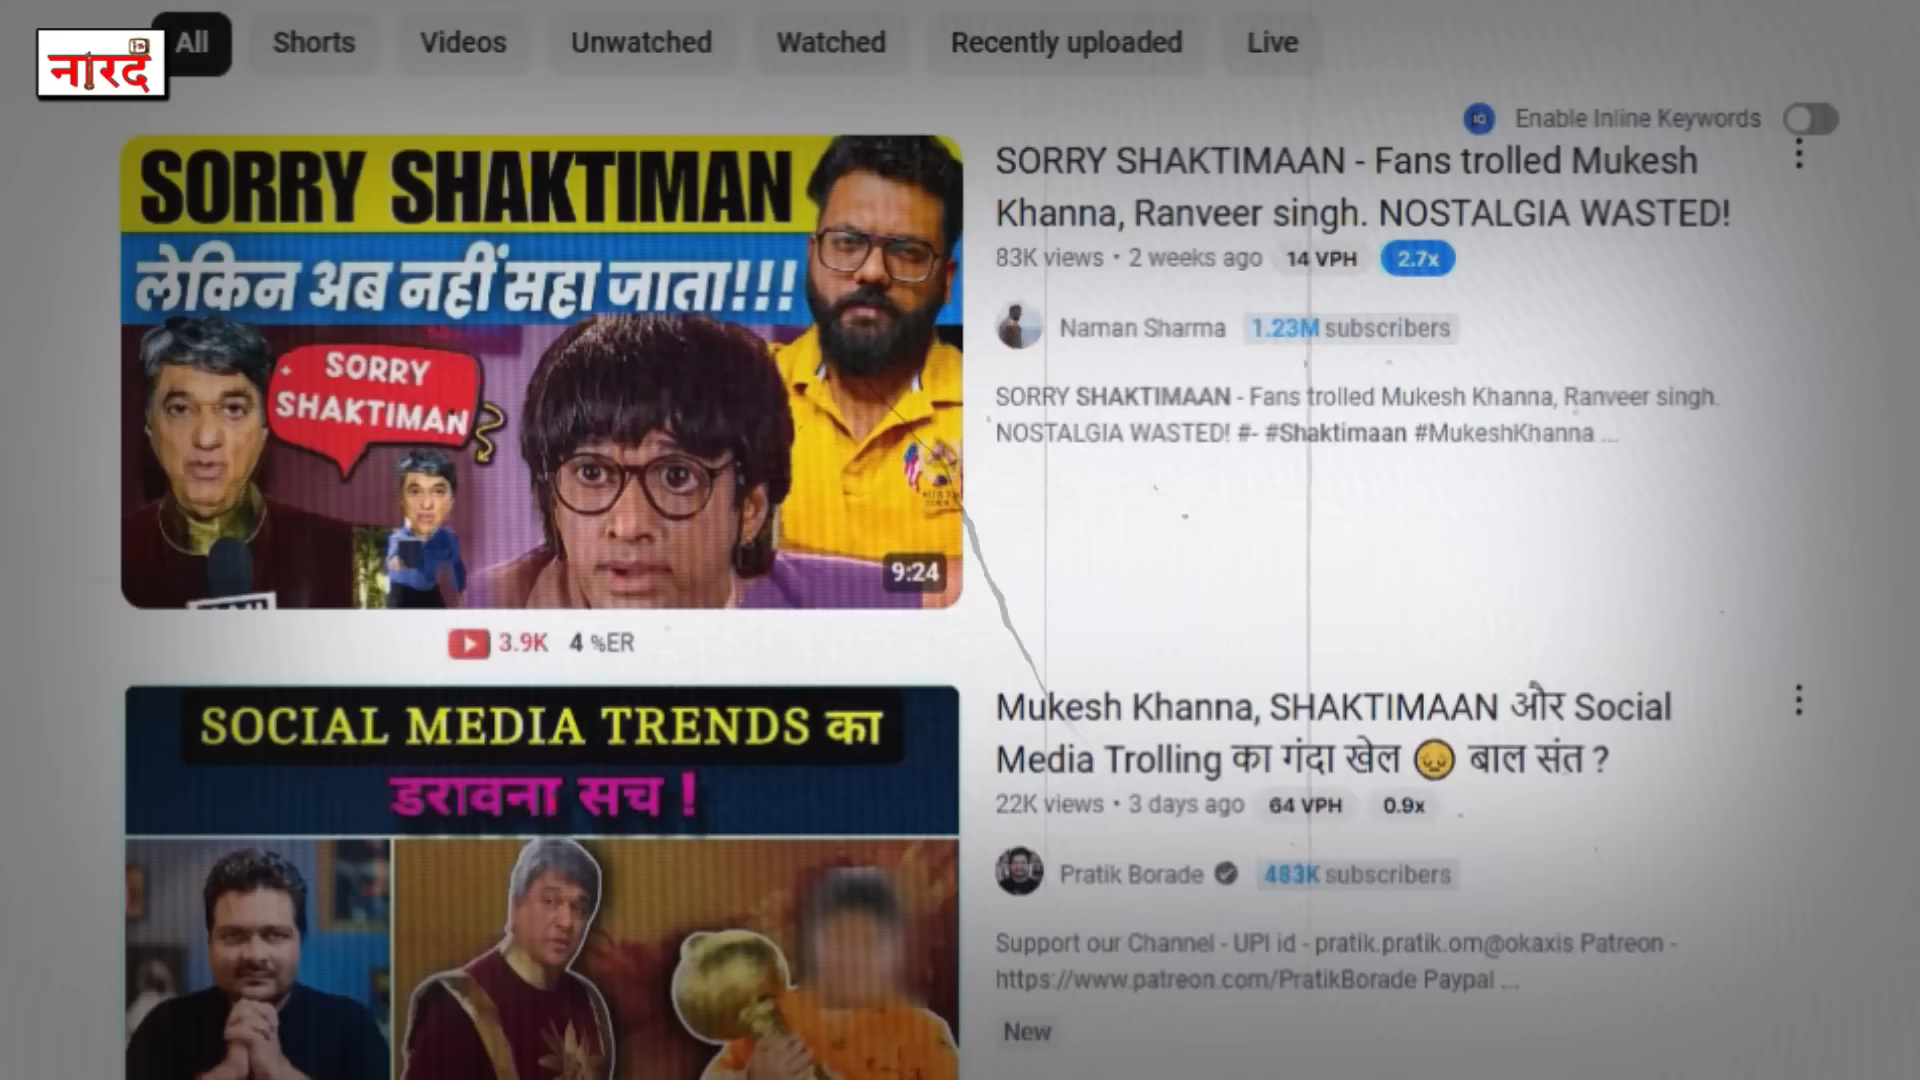 नारद
All
Shorts
Videos
Unwatched
Watched
Recently uploaded
Live
Enable Inline Keywords
SORRY SHAKTIMAN
लेकिन अब नहीं सहा जाता!!!
SORRY
SHAKTIMAN
9:24
3.9K 4 %ER
SORRY SHAKTIMAAN - Fans trolled Mukesh
Khanna, Ranveer singh. NOSTALGIA WASTED!
83K views • 2 weeks ago 14 VPH 2.7x
Naman Sharma 1.23M subscribers
SORRY SHAKTIMAAN - Fans trolled Mukesh Khanna, Ranveer singh.
NOSTALGIA WASTED! #- #Shaktimaan #MukeshKhanna ...
SOCIAL MEDIA TRENDS का
डरावना सच !
Mukesh Khanna, SHAKTIMAAN और Social
Media Trolling का गंदा खेल 😞 बाल संत ?
22K views • 3 days ago 64 VPH 0.9x
Pratik Borade 483K subscribers
Support our Channel - UPI id - pratik.pratik.om@okaxis Patreon -
https://www.patreon.com/PratikBorade Paypal ...
New